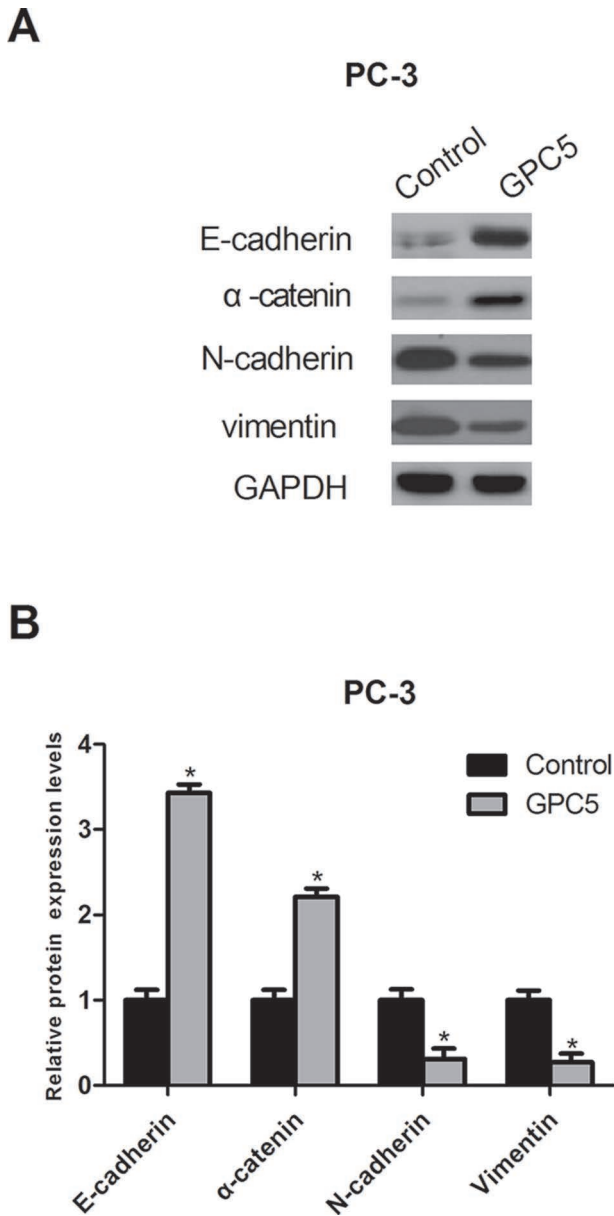 A
PC-3
Control GPC5
E-cadherin
α -catenin
N-cadherin
vimentin
GAPDH
B
PC-3
Relative protein expression levels
4
3
2
1
0
* * * *
Control
GPC5
E-cadherin α-catenin N-cadherin Vimentin